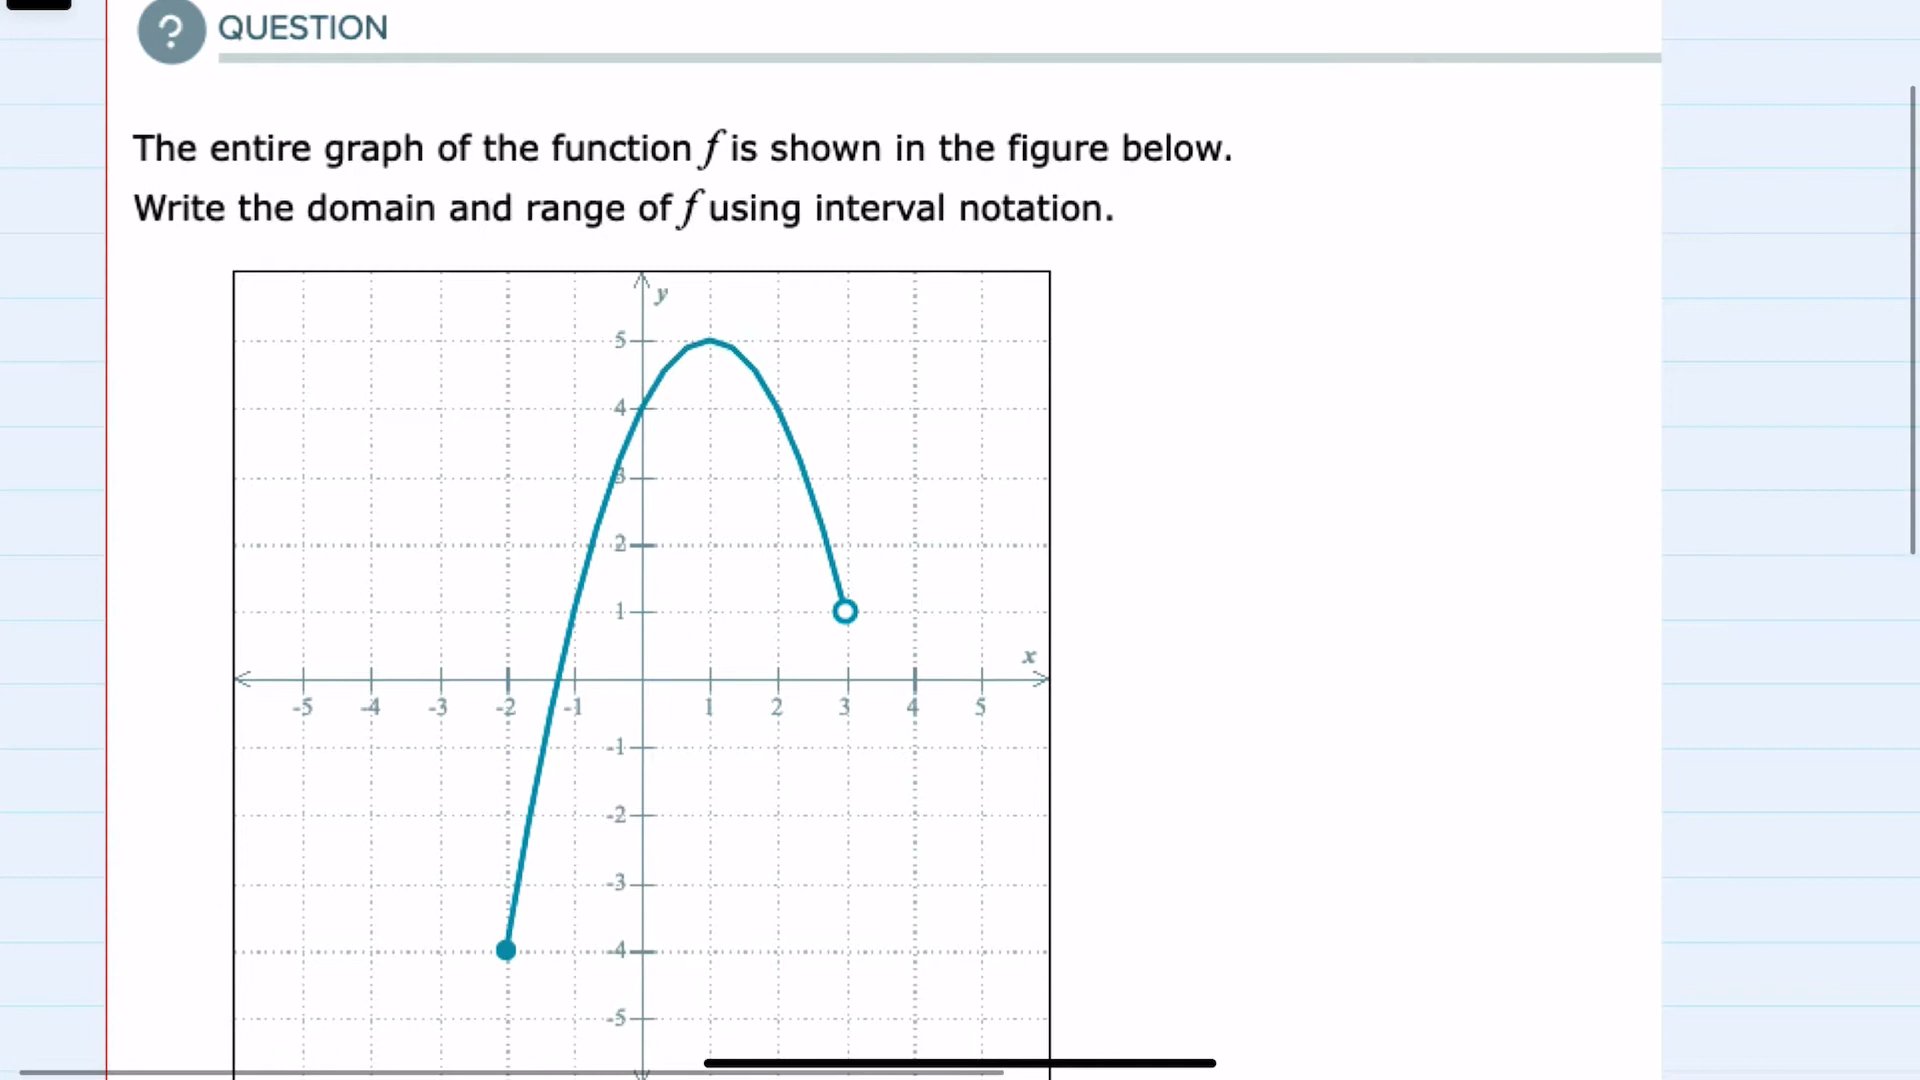 ? QUESTION
The entire graph of the function f is shown in the figure below.
Write the domain and range of f using interval notation.
y
5
4
3
2
1
x
-5 -4 -3 -2 -1 1 2 3 4 5
-1
-2
-3
-4
-5